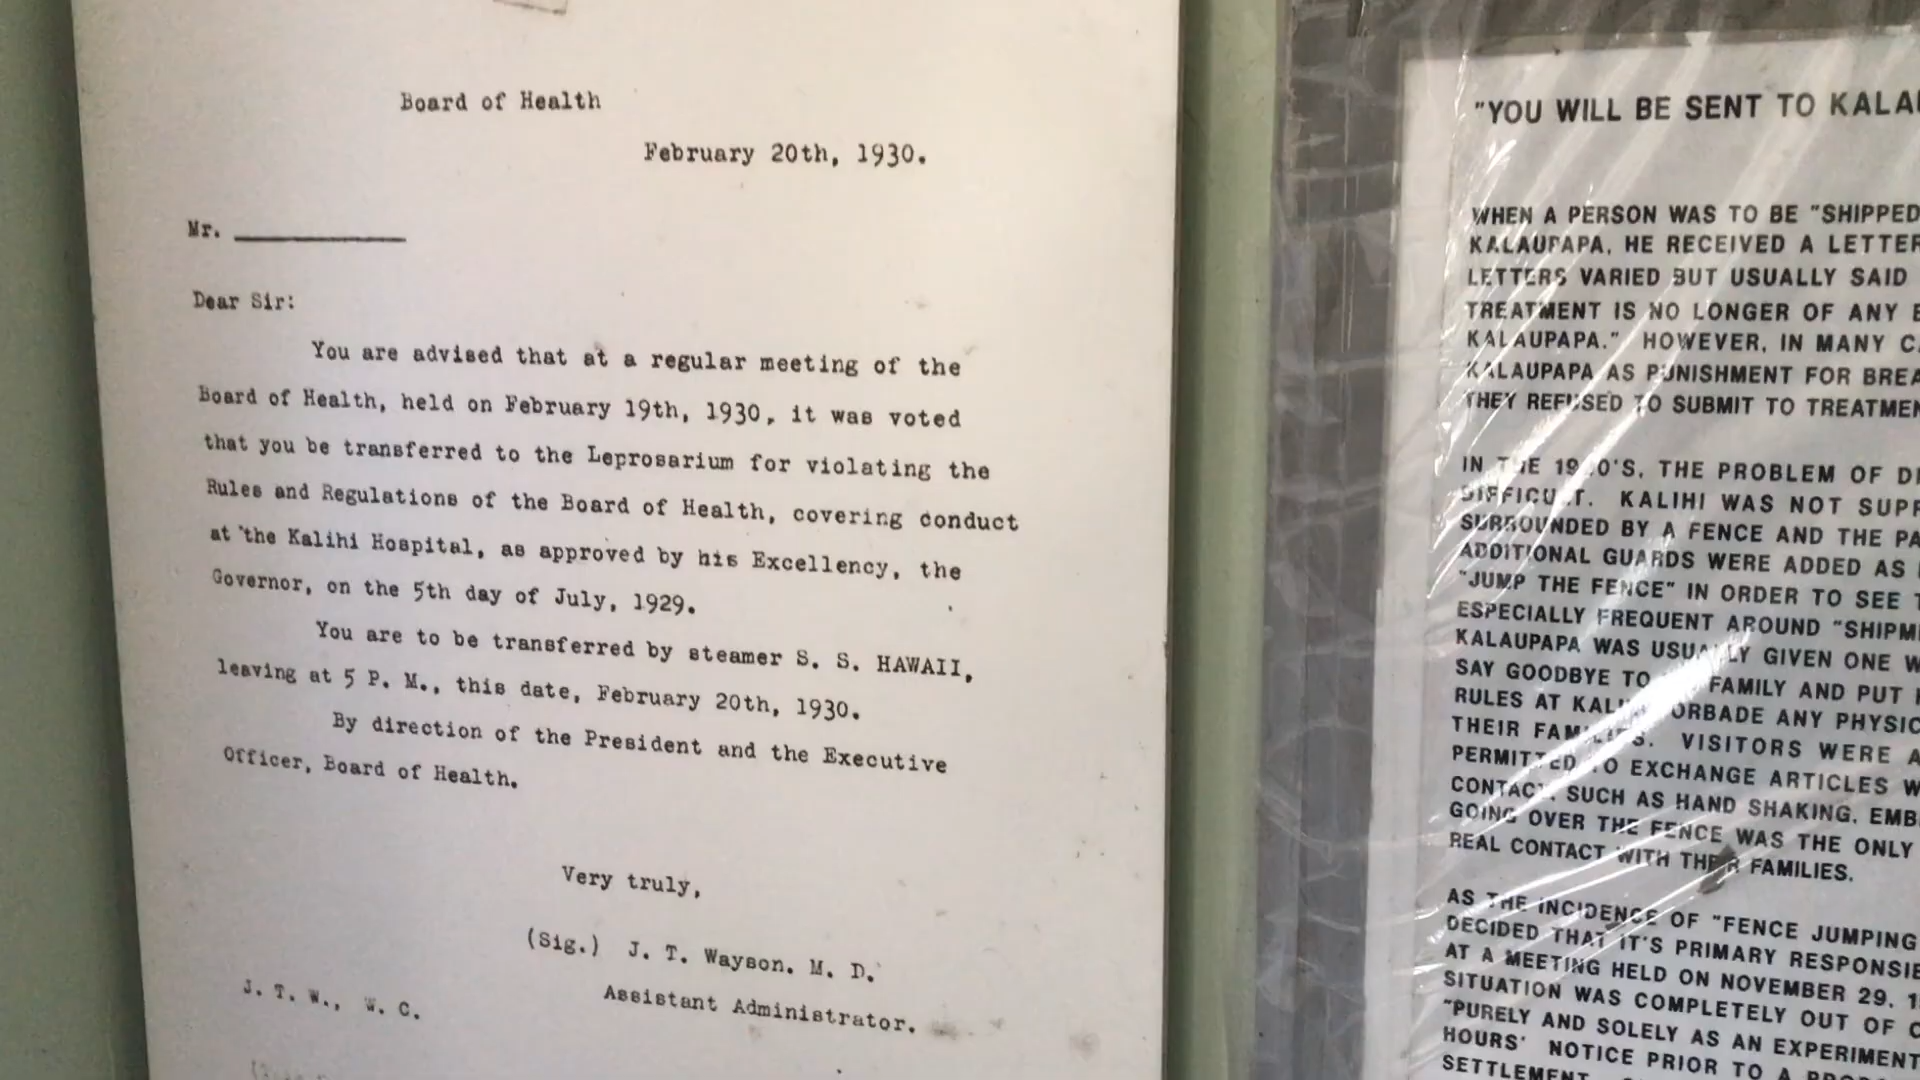 Board of Health
February 20th, 1930.
Mr.
Dear Sir:
You are advised that at a regular meeting of the
Board of Health, held on February 19th, 1930, it was voted
that you be transferred to the Leprosarium for violating the
Rules and Regulations of the Board of Health, covering conduct
at the Kalihi Hospital, as approved by his Excellency, the
Governor, on the 5th day of July, 1929.
You are to be transferred by steamer S. S. HAWAII,
leaving at 5 P. M., this date, February 20th, 1930.
By direction of the President and the Executive
Officer, Board of Health.
Very truly,
(Sig.) J. T. Wayson. M. D.
Assistant Administrator.
J. T. W., W. C.
"YOU WILL BE SENT TO
WHEN A PERSON WAS TO BE "SHIPPED
KALAUPAPA, HE RECEIVED A LETTER
LETTERS VARIED BUT USUALLY SAID
TREATMENT IS NO LONGER OF ANY
KALAUPAPA." HOWEVER, IN MANY
KALAUPAPA AS PUNISHMENT FOR
THEY REFUSED TO SUBMIT TO
IN THE THE PROBLEM OF
DIFFICULT. KALIHI WAS NOT
SURROUNDED BY A FENCE AND THE
ADDITIONAL GUARDS WERE ADDED AS
"JUMP THE FENCE" IN ORDER TO SEE
ESPECIALLY FREQUENT AROUND
KALAUPAPA WAS USUALLY GIVEN ONE
SAY GOODBYE TO FAMILY AND PUT
RULES AT KALIHI FORBADE ANY
THEIR FAMILIES. VISITORS WERE
PERMITTED TO EXCHANGE ARTICLES
CONTACT, SUCH AS HAND SHAKING,
GOING OVER THE FENCE WAS THE ONLY
REAL CONTACT WITH THEIR FAMILIES.
AS THE INCIDENCE OF "FENCE JUMPING
DECIDED THAT IT'S PRIMARY
AT A MEETING HELD ON NOVEMBER 29,
SITUATION WAS COMPLETELY OUT OF
"PURELY AND SOLELY AS AN EXPERIMENT
HOURS' NOTICE PRIOR TO A
SETTLEMENT